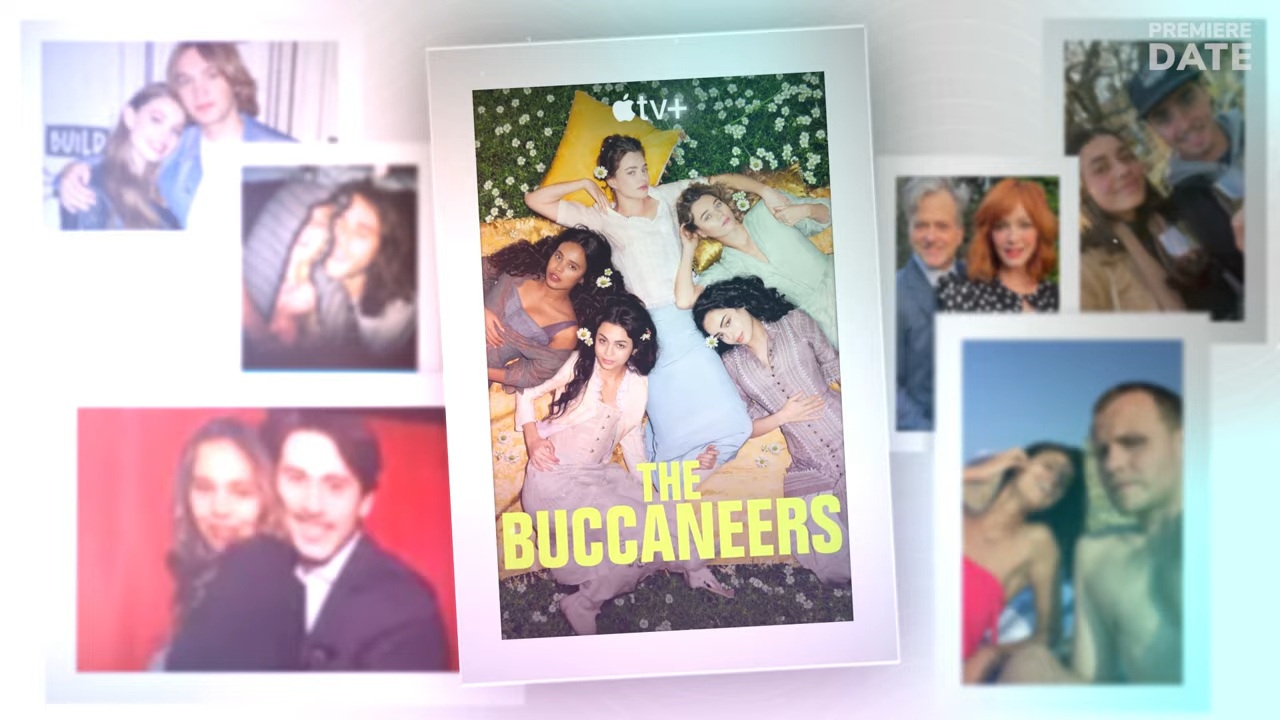 PREMIERE
DATE
BUILD
tv+
THE
BUCCANEERS